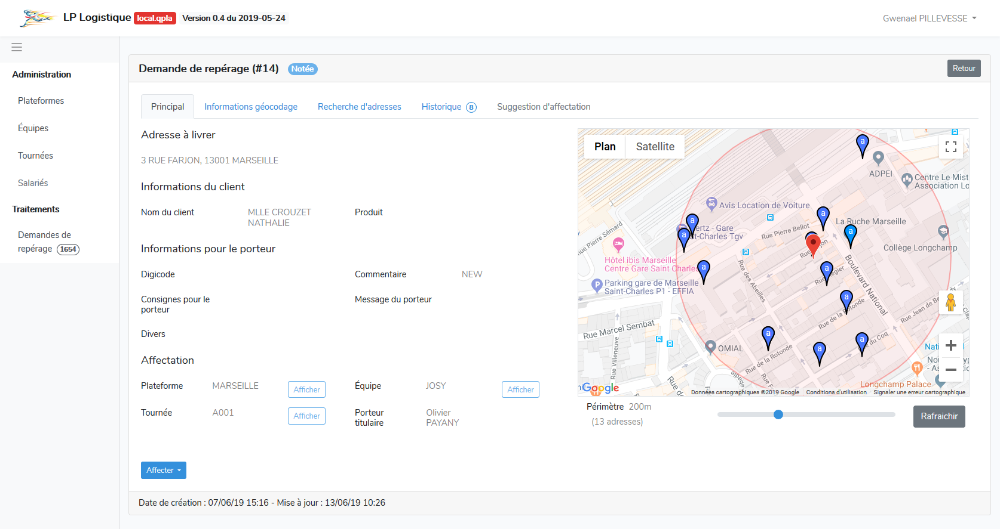 LP Logistique local.qpla Version 0.4 du 2019-05-24
Gwenael PILLEVESSE
Administration
Plateformes
Équipes
Tournées
Salariés
Traitements
Demandes de
repérage 1654
Demande de repérage (#14) Notée
Retour
Principal
Informations géocodage
Recherche d'adresses
Historique 8
Suggestion d'affectation
Adresse à livrer
3 RUE FARJON, 13001 MARSEILLE
Informations du client
Nom du client
MLLE CROUZET
NATHALIE
Produit
Informations pour le porteur
Digicode
Commentaire
NEW
Consignes pour le
porteur
Message du porteur
Divers
Affectation
Plateforme
MARSEILLE
Afficher
Équipe
JOSY
Afficher
Tournée
A001
Afficher
Porteur
titulaire
Olivier
PAYANY
Affecter
Date de création : 07/06/19 15:16 - Mise à jour : 13/06/19 10:26
Plan
Satellite
a
ADPEI
Centre Le Mist
Association Lo
Avis Location de Voiture
a
a
La Ruche Marseille
ertz - Gare
t-Charles Tgv
a
a
Rue Pierre Bellot
Rue Pierre Sémard
Collège Longchamp
Hôtel ibis Marseille
Centre Gare Saint Charles
a
a
Parking gare de Marseille
Saint-Charles P1 - EFFIA
P
Rue des Abeilles
Boulevard National
a
Rue de la Rotonde
Rue Jean de Be
Rue Marcel Sembat
a
a
a
OMIAL
Rue du Coq
Rue de la Rotonde
Rue Villeneuve
Nati
Longchamp Palace
Google
Données cartographiques ©2019 Google
Conditions d'utilisation
Signaler une erreur cartographique
Périmètre 200m
(13 adresses)
Rafraichir